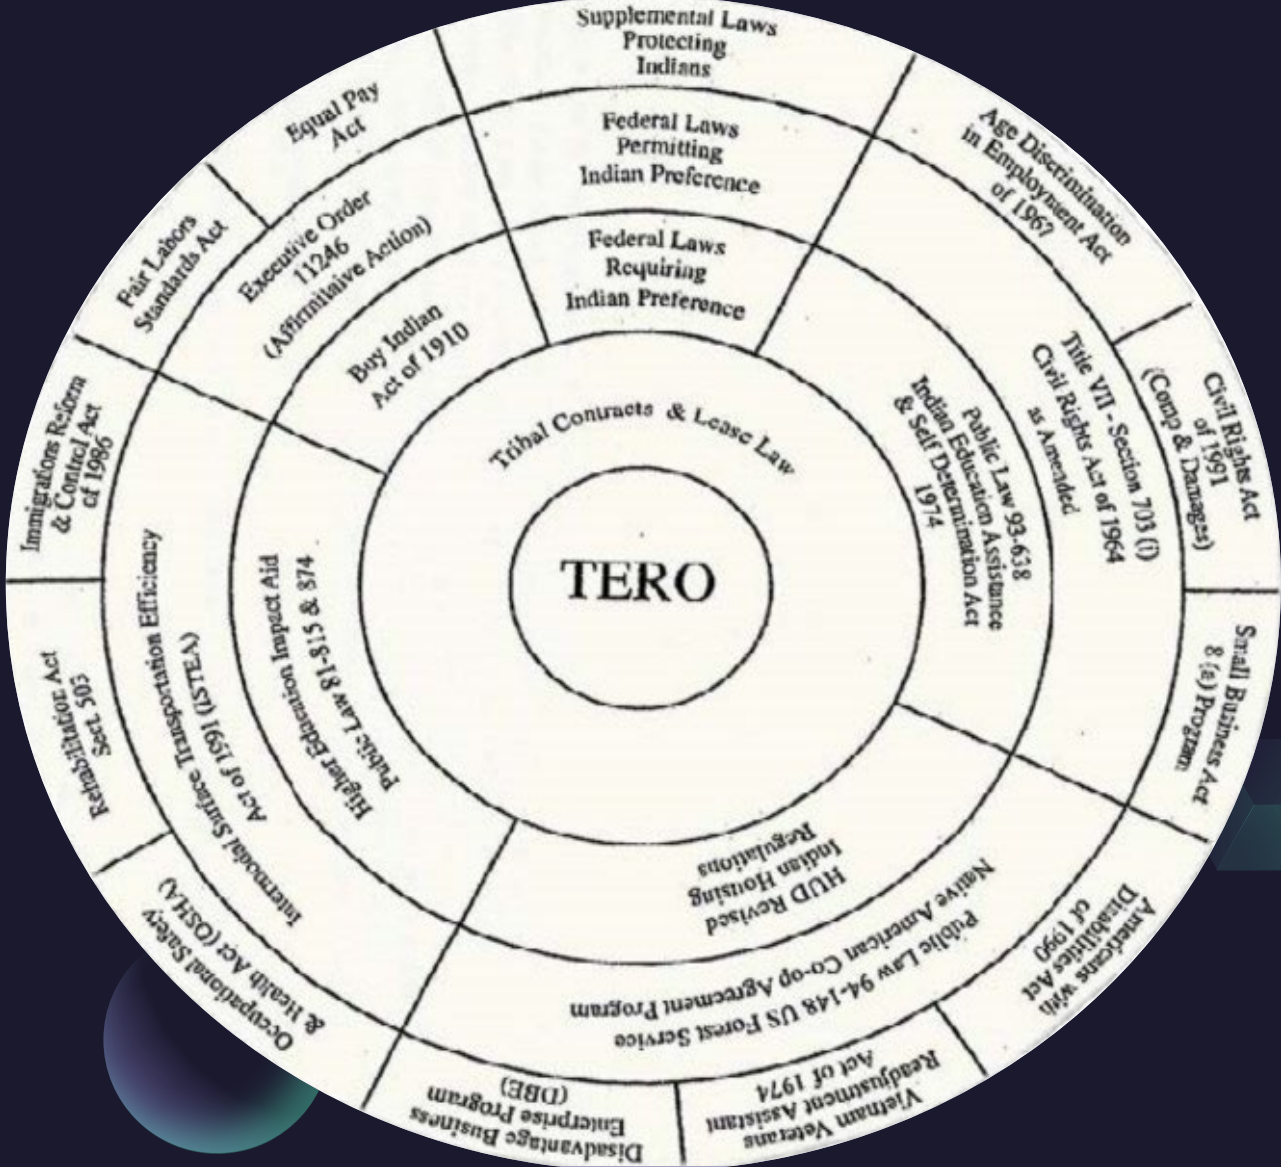 Supplemental Laws
Protecting
Indians
Federal Laws
Permitting
Indian Preference
Federal Laws
Requiring
Indian Preference
Tribal Contracts & Lease Law
TERO
Age Discrimination
in Employment Act
of 1967
Civil Rights Act
of 1991
(Comp & Damages)
Small Business Act
8 (a) Program
Americans with
Disabilities Act
of 1990
Vietnam Veterans
Readjustment Assistant
Act of 1974
Disadvantage Business
Enterprise Program
(DBE)
Occupational Safety
& Health Act (OSHA)
Rehabilitation Act
Sect. 503
Immigrations Reform
& Control Act
of 1986
Fair Labors
Standards Act
Equal Pay
Act
Title VII - Section 703 (i)
Civil Rights Act of 1964
as Amended
Public Law 94-148 US Forest Service
Native American Co-op Agreement Program
Intermodal Surface Transportation Efficiency
Act of 1991 (ISTEA)
Executive Order
11246
(Affirmitaive Action)
Public Law 93-638
Indian Education Assistance
& Self Determination Act
1974
HUD Revised
Indian Housing
Regulations
Higher Education Impact Aid
Public Law 81-815 & 874
Buy Indian
Act of 1910